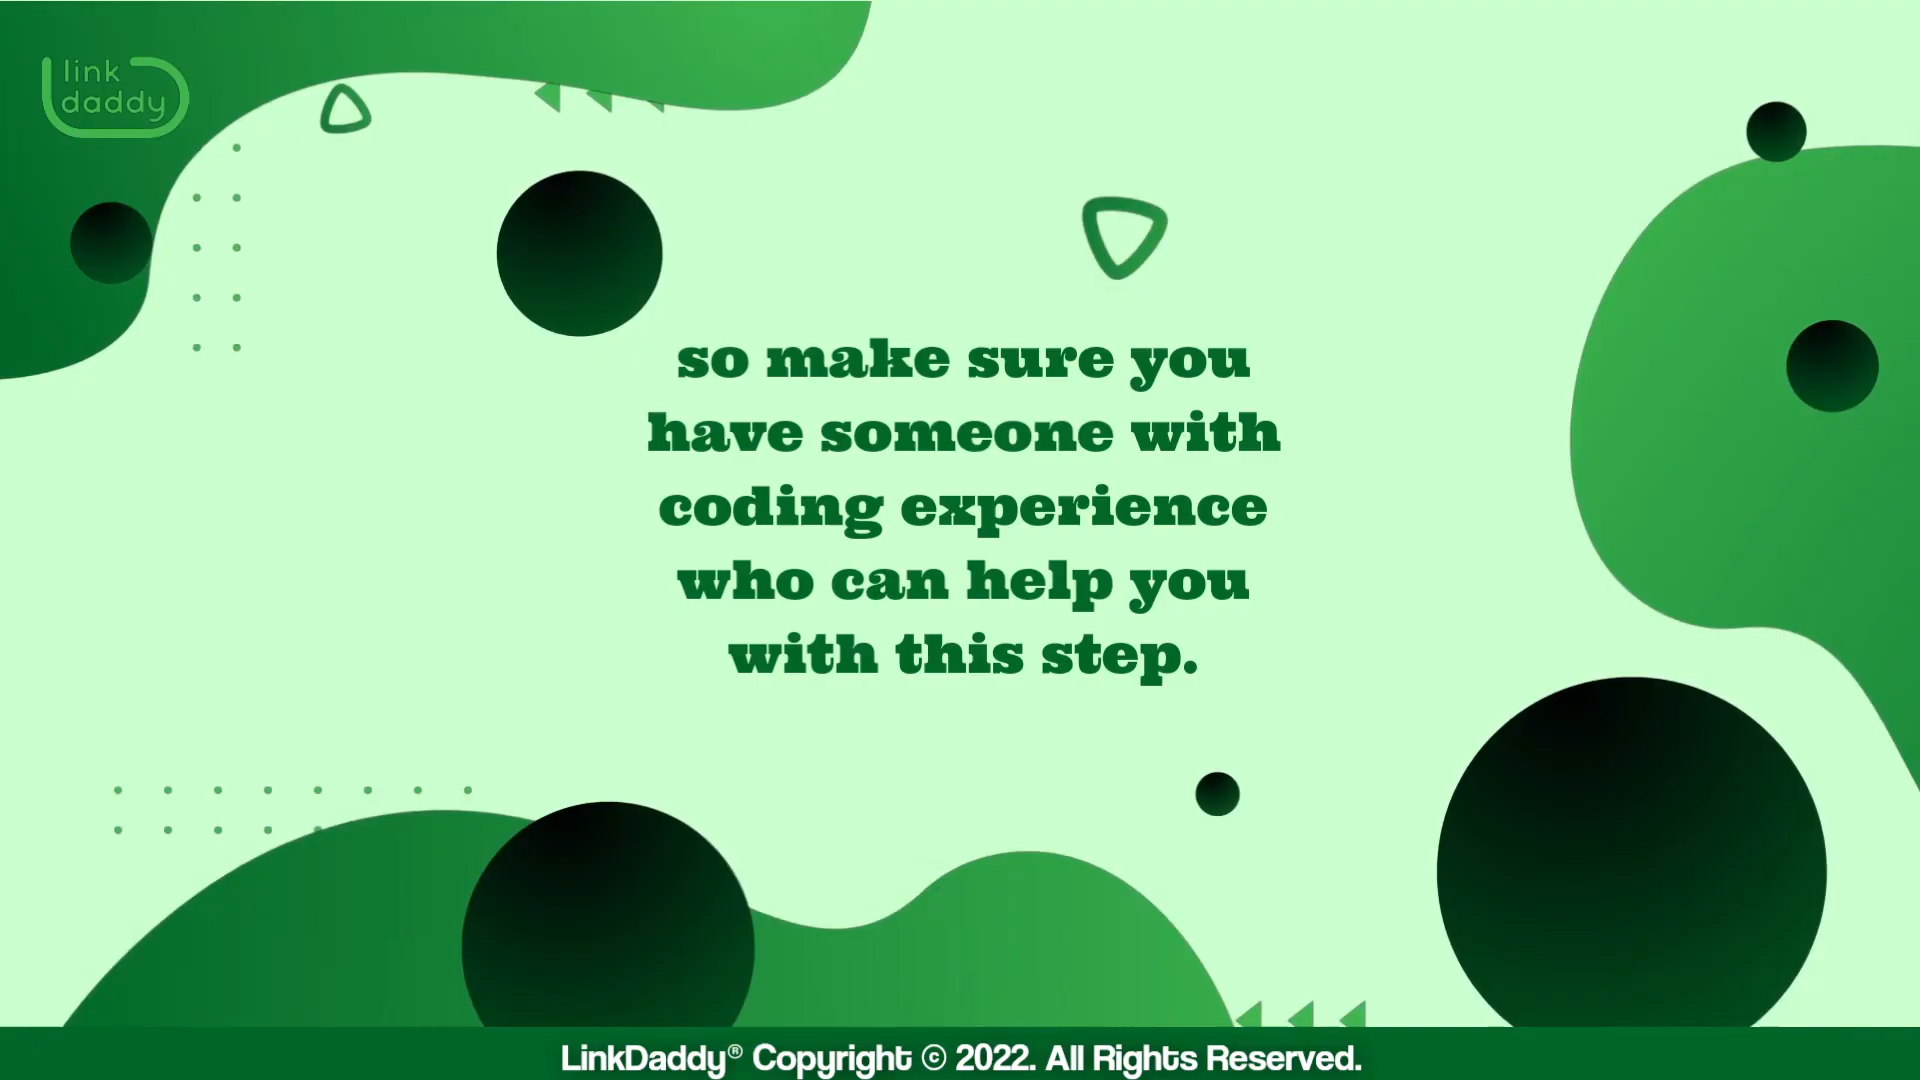 link
daddy
so make sure you
have someone with
coding experience
who can help you
with this step.
LinkDaddy® Copyright © 2022. All Rights Reserved.